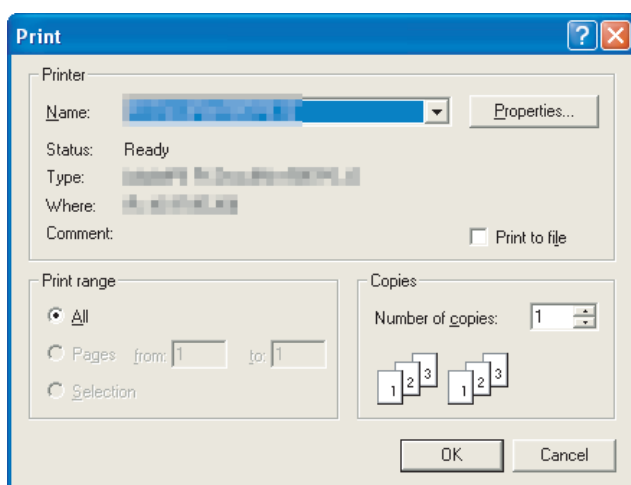 Print
Printer
Name:
Properties...
Status: Ready
Type:
Where:
Comment:
Print to file
Print range
All
Pages from: 1 to: 1
Selection
Copies
Number of copies: 1
1 2 3 1 2 3
OK Cancel